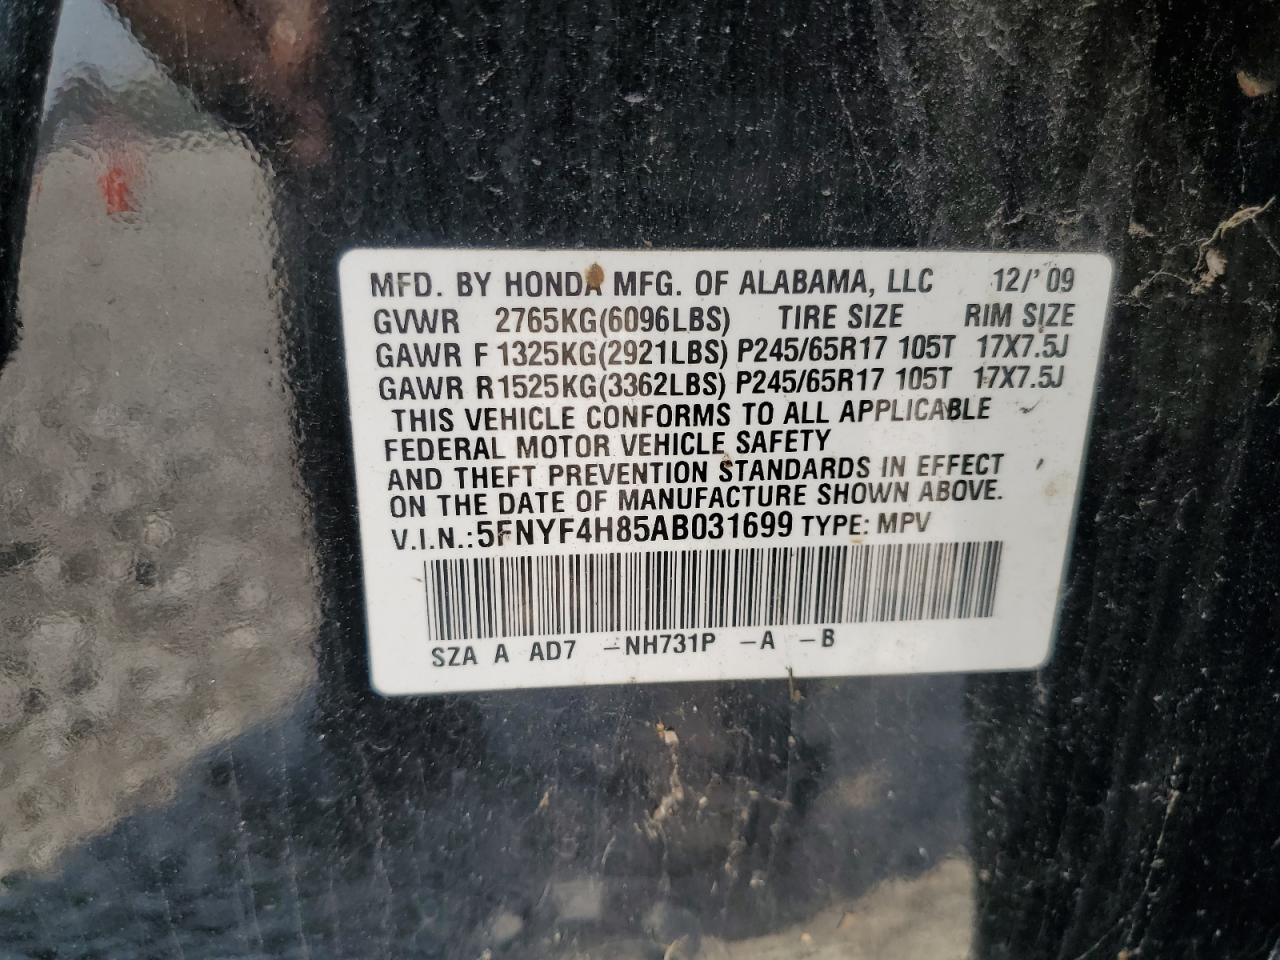 MFD. BY HONDA MFG. OF ALABAMA, LLC 12/'09
GVWR 2765KG(6096LBS) TIRE SIZE RIM SIZE
GAWR F 1325KG(2921LBS) P245/65R17 105T 17X7.5J
GAWR R1525KG(3362LBS) P245/65R17 105T 17X7.5J
THIS VEHICLE CONFORMS TO ALL APPLICABLE
FEDERAL MOTOR VEHICLE SAFETY
AND THEFT PREVENTION STANDARDS IN EFFECT
ON THE DATE OF MANUFACTURE SHOWN ABOVE.
V.I.N.:5FNYF4H85AB031699 TYPE: MPV
SZA A AD7 -NH731P -A -B